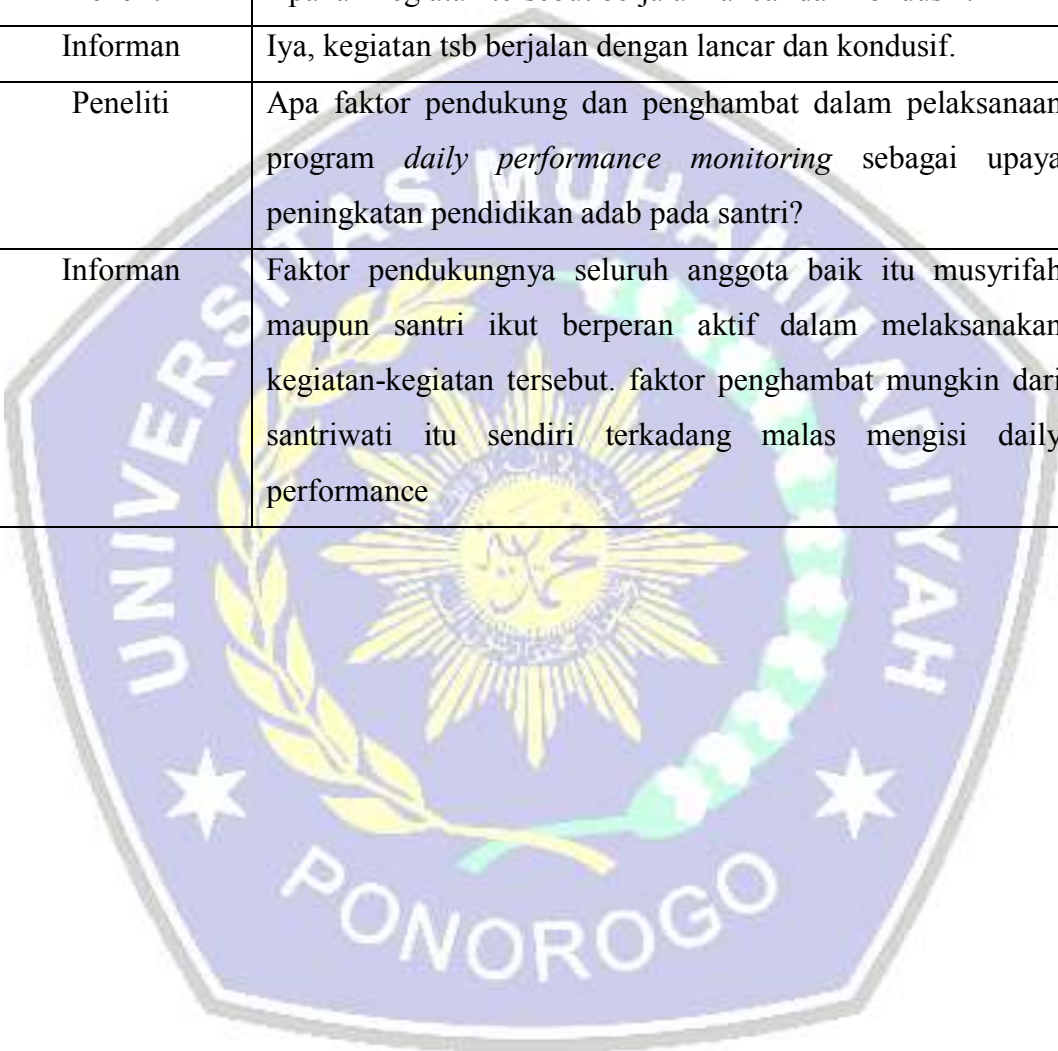 Informan Iya, kegiatan tsb berjalan dengan lancar dan kondusif.
Peneliti Apa faktor pendukung dan penghambat dalam pelaksanaan
program daily performance monitoring sebagai upaya
peningkatan pendidikan adab pada santri?
Informan Faktor pendukungnya seluruh anggota baik itu musyrifah
maupun santri ikut berperan aktif dalam melaksanakan
kegiatan-kegiatan tersebut. faktor penghambat mungkin dari
santriwati itu sendiri terkadang malas mengisi daily
performance
UNIVERSITAS MUHAMMADIYAH
PONOROGO